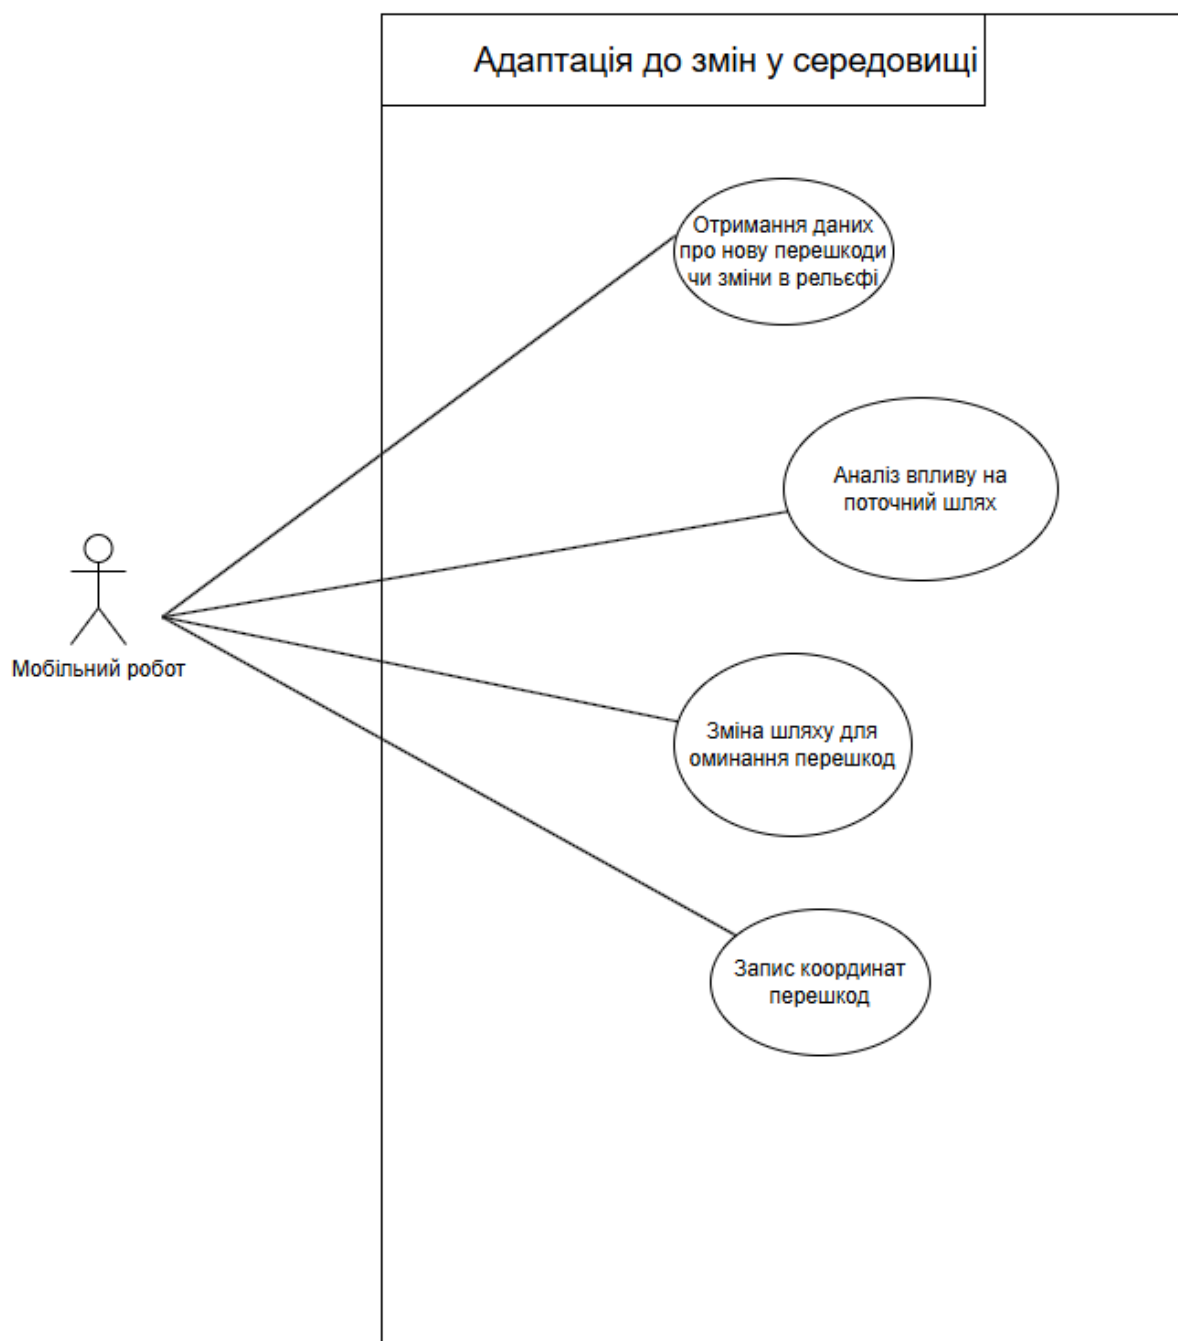 Адаптація до змін у середовищі
Отримання даних
про нову перешкоди
чи зміни в рельєфі
Аналіз впливу на
поточний шлях
Мобільний робот
Зміна шляху для
оминання перешкод
Запис координат
перешкод